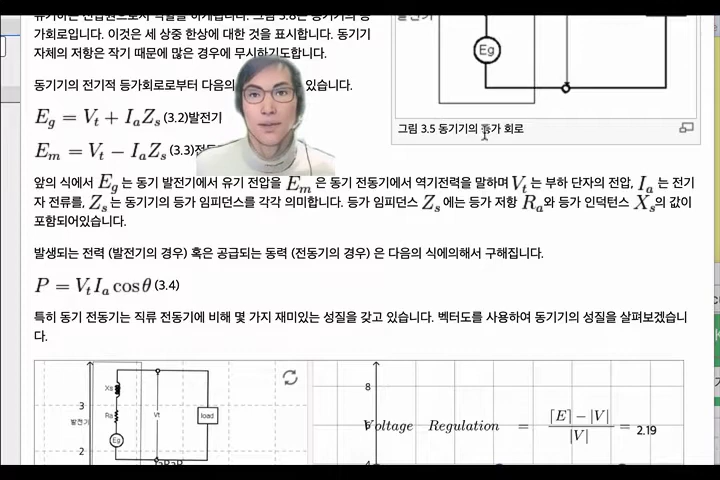 유기하는 전압원으로서 역할을 하게됩니다. 그림 3.8은 동기기의 등
가회로입니다. 이것은 세 상중 한상에 대한 것을 표시합니다. 동기기
자체의 저항은 작기 때문에 많은 경우에 무시하기도합니다.
발전기
Eg
그림 3.5 동기기의 등가 회로
동기기의 전기적 등가회로로부터 다음의 있습니다.
E_g = V_t + I_a Z_s (3.2)발전기
E_m = V_t − I_a Z_s (3.3)
앞의 식에서 E_g 는 동기 발전기에서 유기 전압을 E_m 은 동기 전동기에서 역기전력을 말하며 V_t 는 부하 단자의 전압, I_a 는 전기
자 전류를, Z_s 는 동기기의 등가 임피던스를 각각 의미합니다. 등가 임피던스 Z_s 에는 등가 저항 R_a 와 등가 인덕턴스 X_s 의 값이
포함되어있습니다.
발생되는 전력 (발전기의 경우) 혹은 공급되는 동력 (전동기의 경우) 은 다음의 식에의해서 구해집니다.
P = V_t I_a cos θ (3.4)
특히 동기 전동기는 직류 전동기에 비해 몇 가지 재미있는 성질을 갖고 있습니다. 벡터도를 사용하여 동기기의 성질을 살펴보겠습니
다.
3
2
발전기
Xs
Ra
Eg
Vt
load
8
6
4
Voltage Regulation = (|E| − |V|) / |V| = 2.19